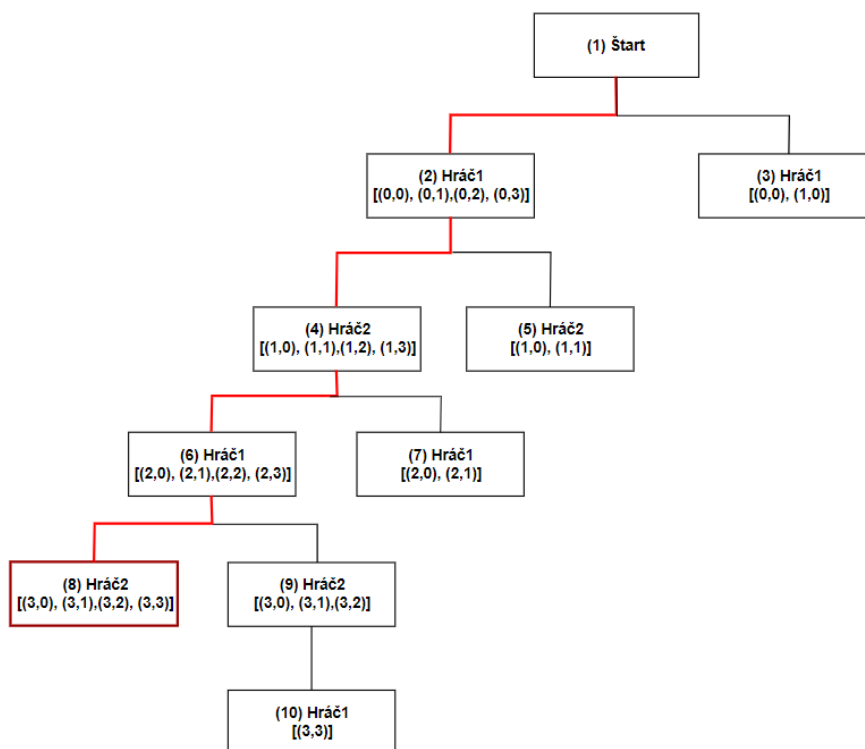 (1) Štart
(2) Hráč1
[(0,0), (0,1),(0,2), (0,3)]
(3) Hráč1
[(0,0), (1,0)]
(4) Hráč2
[(1,0), (1,1),(1,2), (1,3)]
(5) Hráč2
[(1,0), (1,1)]
(6) Hráč1
[(2,0), (2,1),(2,2), (2,3)]
(7) Hráč1
[(2,0), (2,1)]
(8) Hráč2
[(3,0), (3,1),(3,2), (3,3)]
(9) Hráč2
[(3,0), (3,1),(3,2)]
(10) Hráč1
[(3,3)]